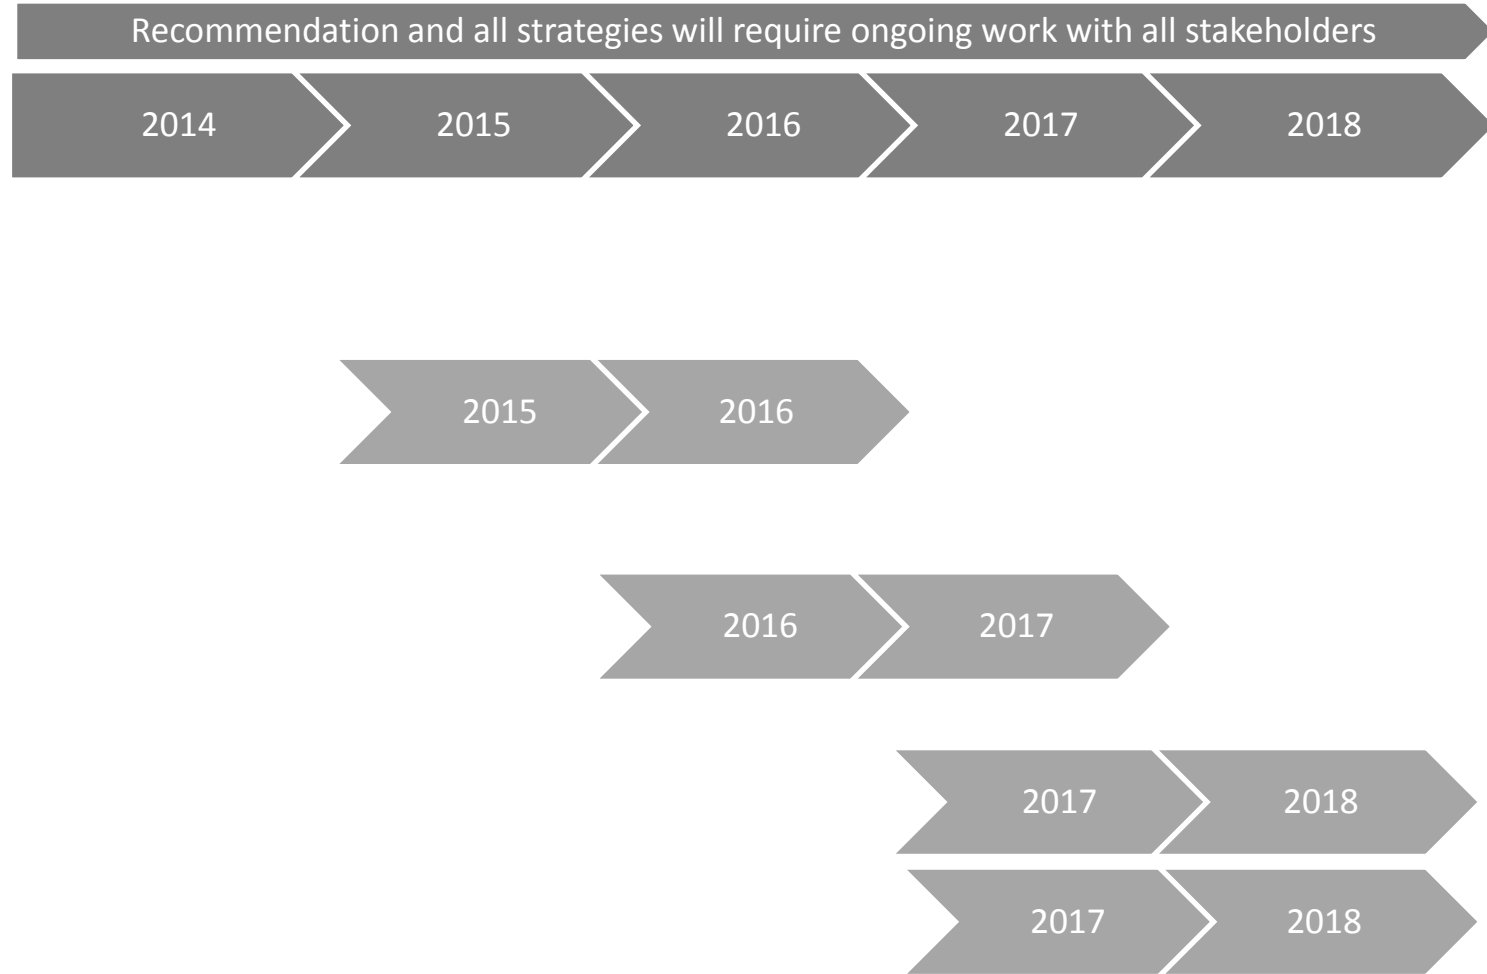 Recommendation and all strategies will require ongoing work with all stakeholders
2014 2015 2016 2017 2018
2015 2016
2016 2017
2017 2018
2017 2018